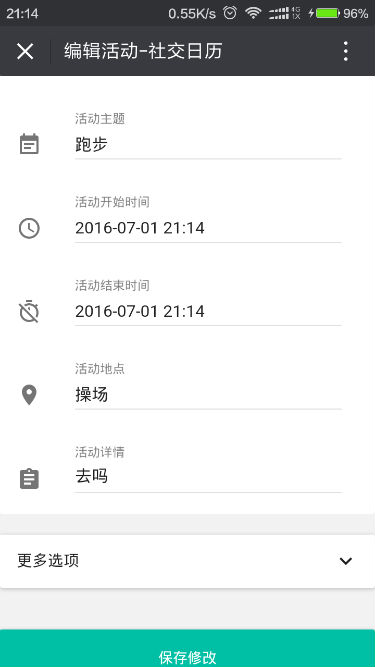 21:14 0.55K/s 4G 1X 96%
编辑活动-社交日历
活动主题
跑步
活动开始时间
2016-07-01 21:14
活动结束时间
2016-07-01 21:14
活动地点
操场
活动详情
去吗
更多选项
保存修改